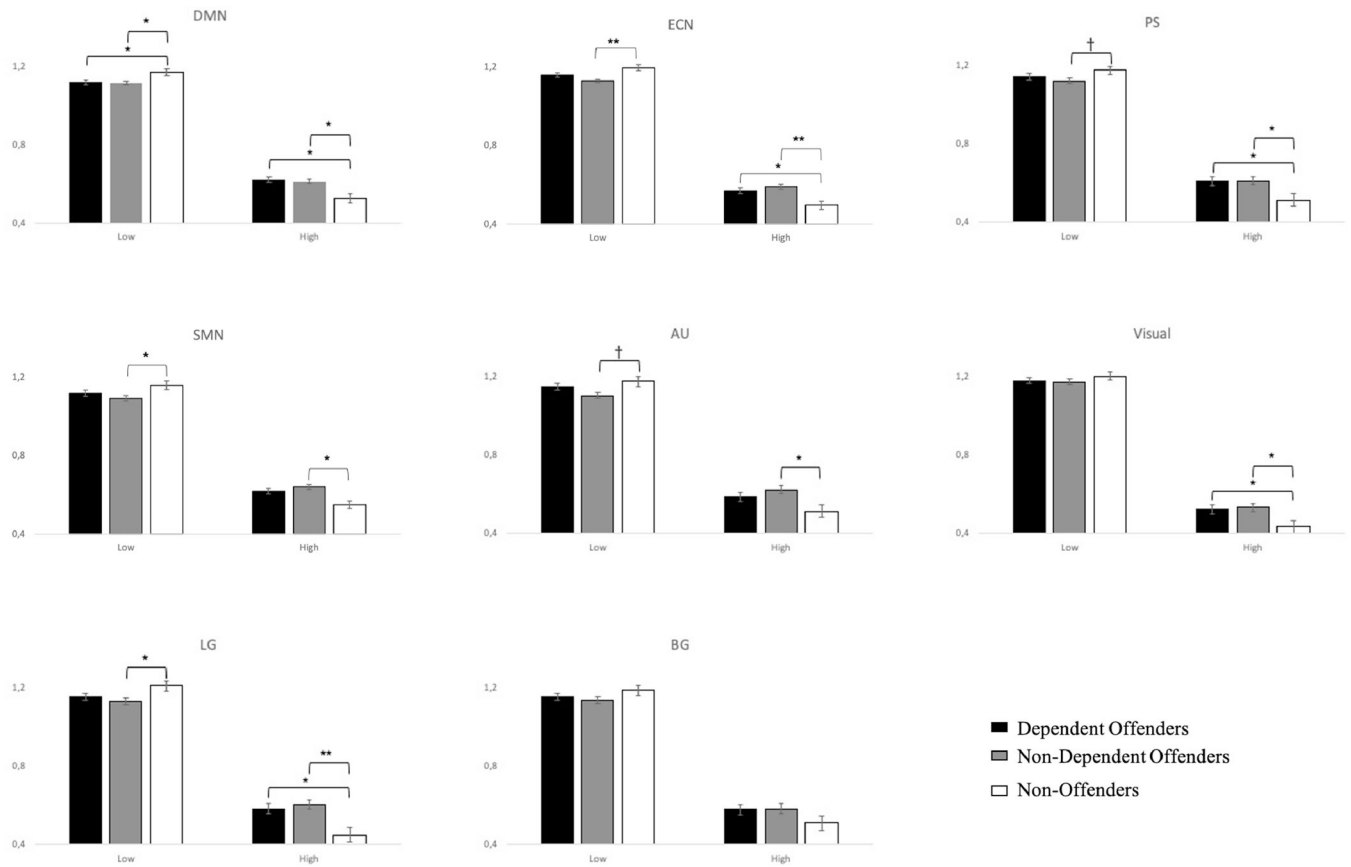 DMN
*
*
1,2
0,8
*
*
0,4
Low
High
ECN
**
1,2
0,8
**
*
0,4
Low
High
PS
†
1,2
0,8
*
*
0,4
Low
High
SMN
*
1,2
0,8
*
0,4
Low
High
AU
†
1,2
0,8
*
0,4
Low
High
Visual
1,2
0,8
*
*
0,4
Low
High
LG
*
1,2
0,8
**
*
0,4
Low
High
BG
1,2
0,8
0,4
Low
High
Dependent Offenders
Non-Dependent Offenders
Non-Offenders